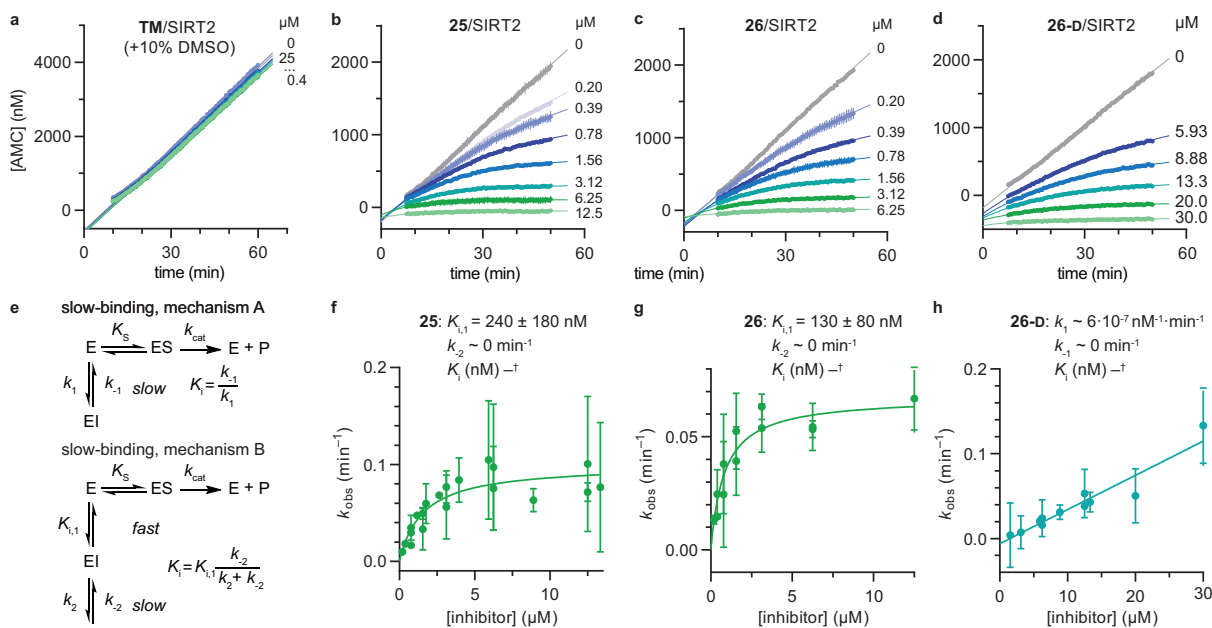 a
TM/SIRT2
(+10% DMSO)
µM
0
25
...
0.4
4000
2000
0
[AMC] (nM)
0
30
60
time (min)
b
25/SIRT2
µM
0
0.20
0.39
0.78
1.56
3.12
6.25
12.5
2000
1000
0
0
30
60
time (min)
c
26/SIRT2
µM
0
0.20
0.39
0.78
1.56
3.12
6.25
2000
1000
0
0
30
60
time (min)
d
26-D/SIRT2
µM
0
5.93
8.88
13.3
20.0
30.0
2000
1000
0
0
30
60
time (min)
e
slow-binding, mechanism A
KS kcat
E ES E + P
k1 k-1 slow Ki = k-1 / k1
EI
slow-binding, mechanism B
KS kcat
E ES E + P
Ki,1 fast
EI Ki = Ki,1 k-2 / k2 + k-2
k2 k-2 slow
f
25: Ki,1 = 240 ± 180 nM
k-2 ~ 0 min-1
Ki (nM) –†
0.2
0.1
0.0
kobs (min−1)
0
5
10
[inhibitor] (µM)
g
26: Ki,1 = 130 ± 80 nM
k-2 ~ 0 min-1
Ki (nM) –†
0.05
0.00
kobs (min−1)
0
5
10
[inhibitor] (µM)
h
26-D: k1 ~ 6·10-7 nM-1·min-1
k-1 ~ 0 min-1
Ki (nM) –†
0.2
0.1
0.0
kobs (min−1)
0
10
20
30
[inhibitor] (µM)